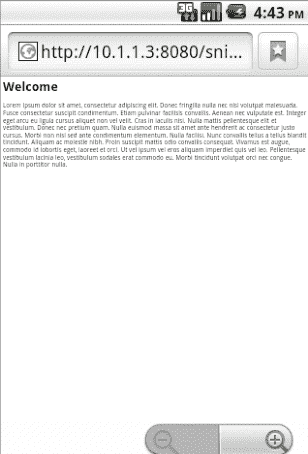 3G 4:43 PM
http://10.1.1.3:8080/sni...
Welcome
Lorem ipsum dolor sit amet, consectetur adipiscing elit. Donec fringilla nulla nec nisi volutpat malesuada.
Fusce consectetur suscipit condimentum. Etiam pulvinar facilisis convallis. Aenean nec vulputate est. Integer
eget arcu eu ligula cursus aliquet non vel velit. Cras in iaculis nisi. Nulla mattis pellentesque elit et
vestibulum. Donec nec pretium quam. Nulla euismod massa sit amet ante hendrerit ac consectetur justo
cursus. Morbi non nisl sed ante condimentum elementum. Nulla facilisi. Nunc convallis tellus a tellus blandit
tincidunt. Aliquam ac molestie nibh. Proin suscipit mattis odio convallis consequat. Vivamus est augue,
commodo id lobortis eget, laoreet et orci. Ut vel ipsum vel eros aliquam imperdiet quis vel leo. Pellentesque
vestibulum lacinia leo, vestibulum sodales erat commodo eu. Morbi tincidunt volutpat orci nec congue.
Nulla in porttitor nulla.